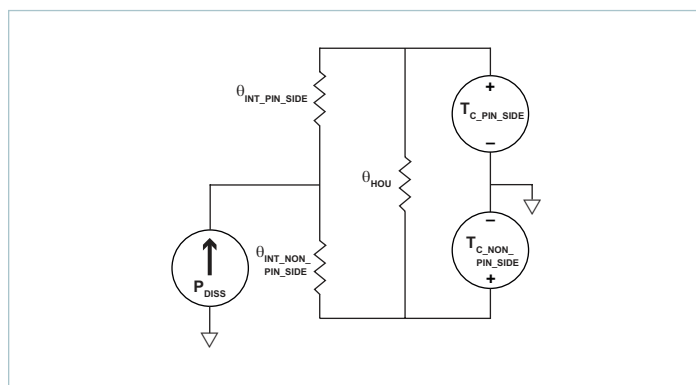 θINT_PIN_SIDE
+
TC_PIN_SIDE
–
θHOU
–
TC_NON_
PIN_SIDE
+
θINT_NON_
PIN_SIDE
PDISS